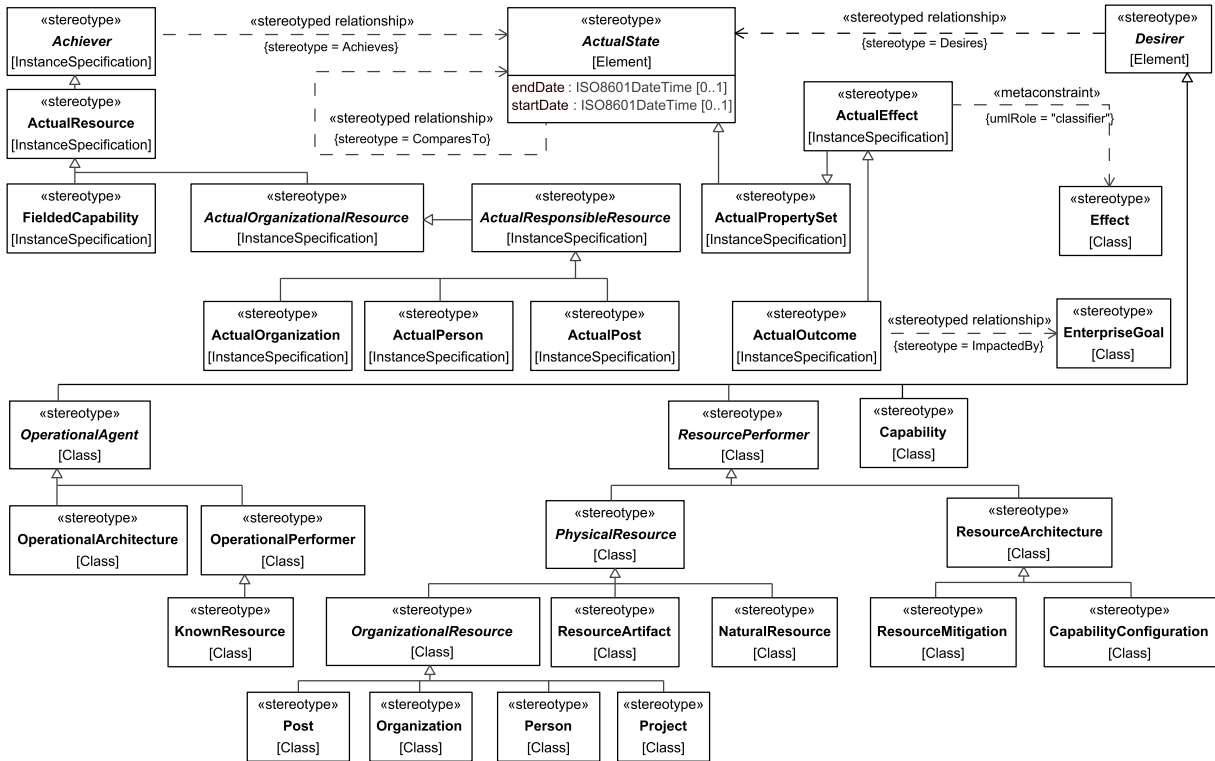 «stereotype»
Achiever
[InstanceSpecification]
«stereotyped relationship»
{stereotype = Achieves}
«stereotype»
ActualState
[Element]
endDate : ISO8601DateTime [0..1]
startDate : ISO8601DateTime [0..1]
«stereotyped relationship»
{stereotype = Desires}
«stereotype»
Desirer
[Element]
«stereotyped relationship»
{stereotype = ComparesTo}
«stereotype»
ActualResource
[InstanceSpecification]
«stereotype»
ActualEffect
[InstanceSpecification]
«metaconstraint»
{umlRole = "classifier"}
«stereotype»
FieldedCapability
[InstanceSpecification]
«stereotype»
ActualOrganizationalResource
[InstanceSpecification]
«stereotype»
ActualResponsibleResource
[InstanceSpecification]
«stereotype»
ActualPropertySet
[InstanceSpecification]
«stereotype»
Effect
[Class]
«stereotype»
ActualOrganization
[InstanceSpecification]
«stereotype»
ActualPerson
[InstanceSpecification]
«stereotype»
ActualPost
[InstanceSpecification]
«stereotype»
ActualOutcome
[InstanceSpecification]
«stereotyped relationship»
{stereotype = ImpactedBy}
«stereotype»
EnterpriseGoal
[Class]
«stereotype»
OperationalAgent
[Class]
«stereotype»
ResourcePerformer
[Class]
«stereotype»
Capability
[Class]
«stereotype»
OperationalArchitecture
[Class]
«stereotype»
OperationalPerformer
[Class]
«stereotype»
PhysicalResource
[Class]
«stereotype»
ResourceArchitecture
[Class]
«stereotype»
KnownResource
[Class]
«stereotype»
OrganizationalResource
[Class]
«stereotype»
ResourceArtifact
[Class]
«stereotype»
NaturalResource
[Class]
«stereotype»
ResourceMitigation
[Class]
«stereotype»
CapabilityConfiguration
[Class]
«stereotype»
Post
[Class]
«stereotype»
Organization
[Class]
«stereotype»
Person
[Class]
«stereotype»
Project
[Class]